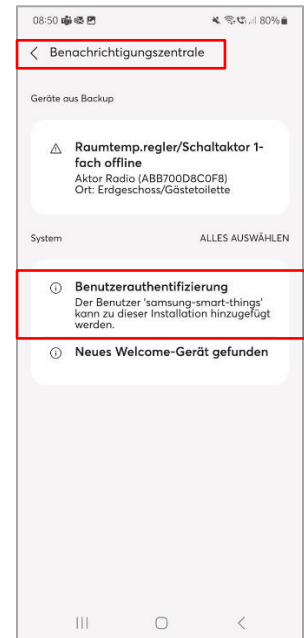 08:50 80%
Benachrichtigungszentrale
Geräte aus Backup
Raumtemp.regler/Schaltaktor 1-
fach offline
Aktor Radio (ABB700D8C0F8)
Ort: Erdgeschoss/Gästetoilette
System ALLES AUSWÄHLEN
Benutzerauthentifizierung
Der Benutzer 'samsung-smart-things'
kann zu dieser Installation hinzugefügt
werden.
Neues Welcome-Gerät gefunden